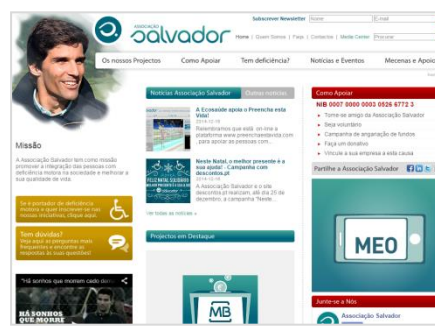 Subscrever Newsletter Nome E-mail
ASSOCIAÇÃO
salvador
Home | Quem Somos | Faqs | Contactos | Media Center Procurar
Os nossos Projectos Como Apoiar Tem deficiência? Notícias e Eventos Mecenas e Apoio
Missão
A Associação Salvador tem como missão
promover a integração das pessoas com
deficiência motora na sociedade e melhorar a
sua qualidade de vida.
Se é portador de deficiência
motora e quer inscrever-se nas
nossas iniciativas, clique aqui.
Tem dúvidas?
Veja aqui as perguntas mais
frequentes e encontre as
respostas às suas questões!
"Há sonhos que morrem cedo dem
HÁ SONHOS
QUE MORREM
Notícias Associação Salvador Outras notícias
A Ecosaúde apoia o Preencha esta
Vida!
2014-12-16
Relembramos que está on-line a
plataforma www.preenchaestavida.com
, para apoiar as pessoas com...
Neste Natal, o melhor presente é a
sua ajuda! - Campanha com
descontos.pt
2014-12-10
A Associação Salvador e o site
descontos.pt realizam, até dia 25 de
dezembro, a campanha "Neste...
Ver todas as notícias »
Projectos em Destaque
MB
Como Apoiar
NIB 0007 0000 0003 0526 6772 3
Torne-se amigo da Associação Salvador
Seja voluntário
Campanha de angariação de fundos
Faça um donativo
Vincule a sua empresa a esta causa
Partilhe a Associação Salvador
MEO
Junte-se a Nós
Associação Salvador